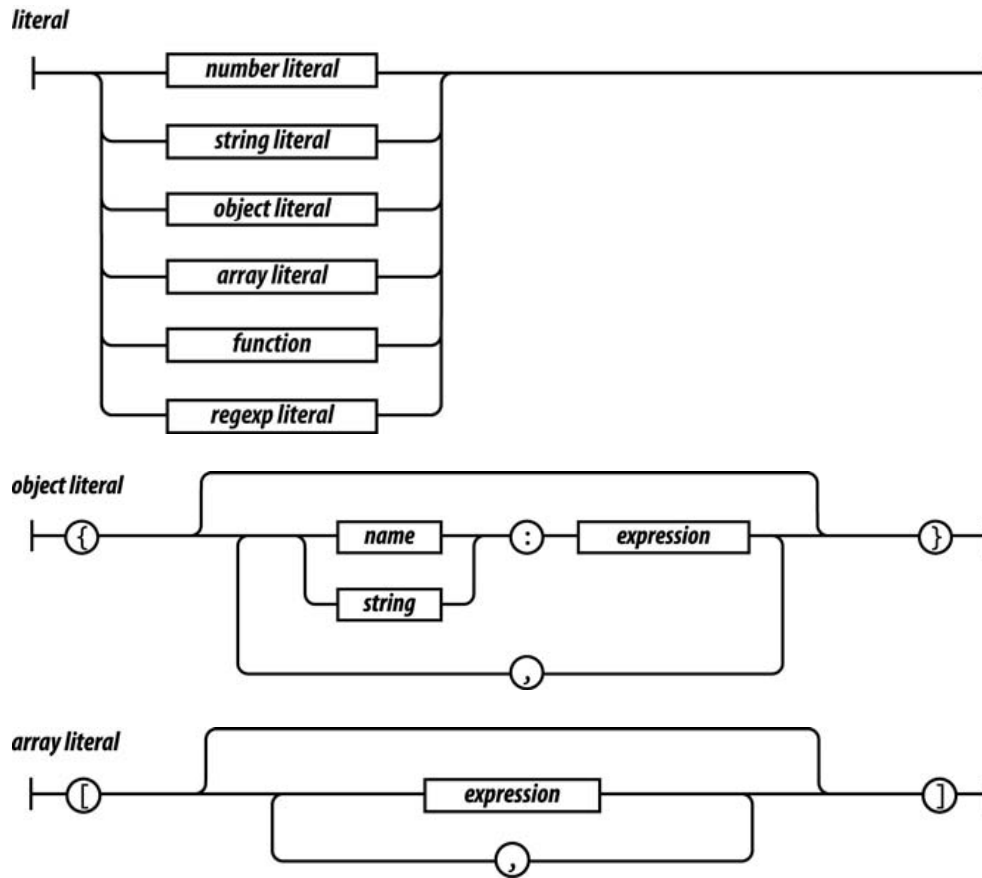 literal
number literal
string literal
object literal
array literal
function
regexp literal
object literal
{ name : expression }
string
,
array literal
[ expression ]
,